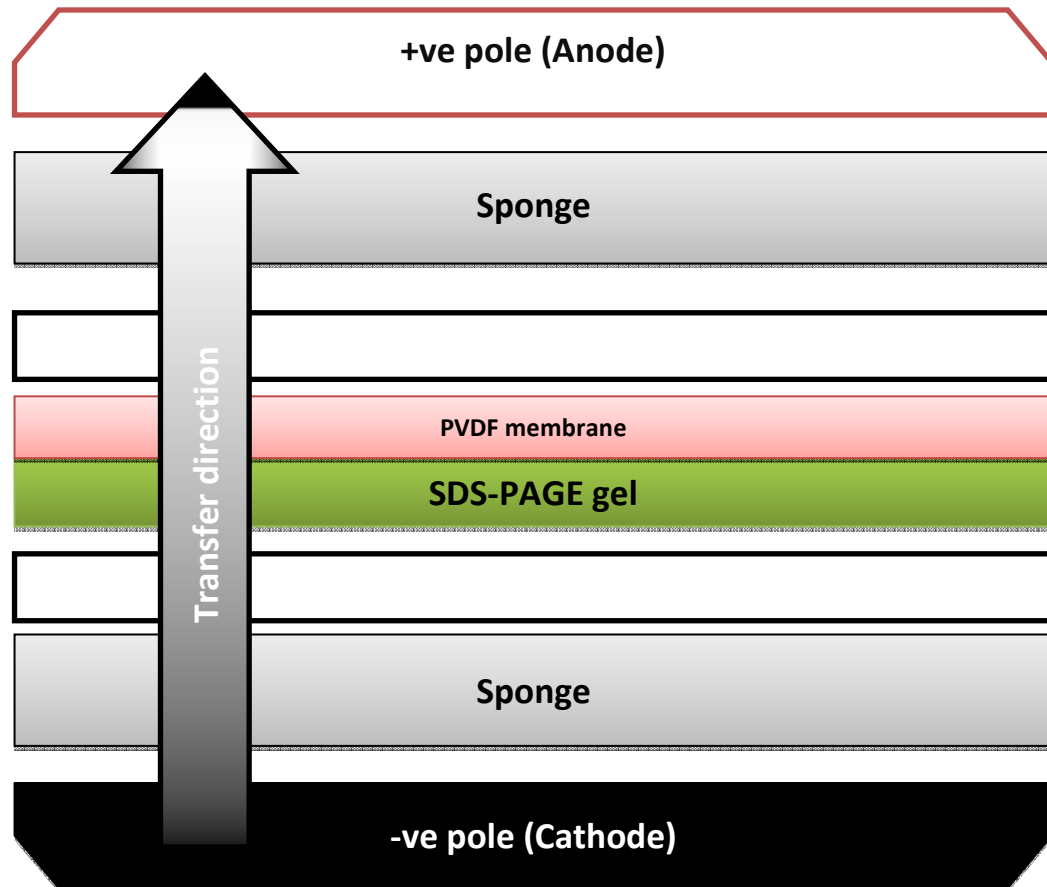 +ve pole (Anode)
Sponge
Transfer direction
PVDF membrane
SDS-PAGE gel
Sponge
-ve pole (Cathode)